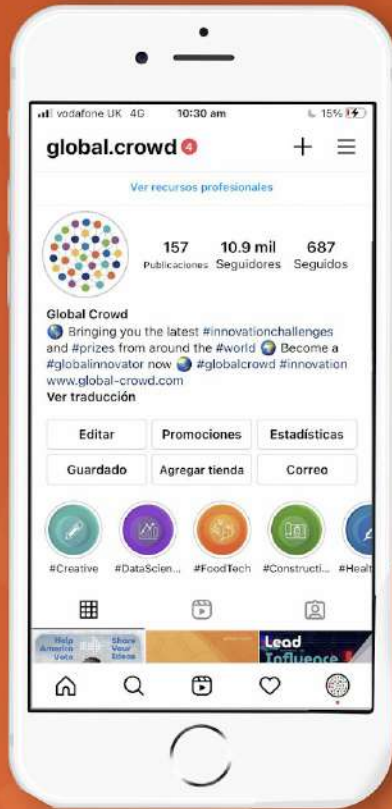 vodafone UK 4G 10:30 am 15%
global.crowd 4
Ver recursos profesionales
157 10.9 mil 687
Publicaciones Seguidores Seguidos
Global Crowd
Bringing you the latest #innovationchallenges
and #prizes from around the #world Become a
#globalinnovator now #globalcrowd #innovation
www.global-crowd.com
Ver traducción
Editar Promociones Estadísticas
Guardado Agregar tienda Correo
#Creative #DataScien... #FoodTech #Constructi... #Healt
Help Share Lead
America Your Influence
Vote Ideas